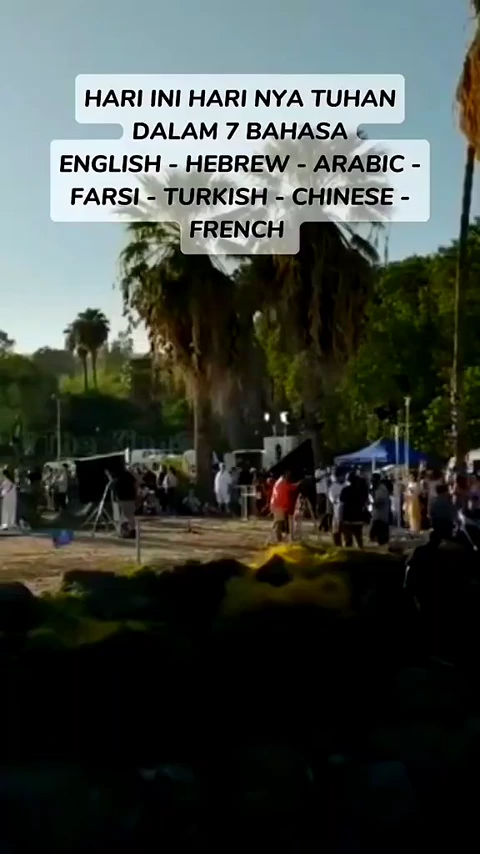 HARI INI HARI NYA TUHAN
DALAM 7 BAHASA
ENGLISH - HEBREW - ARABIC -
FARSI - TURKISH - CHINESE -
FRENCH